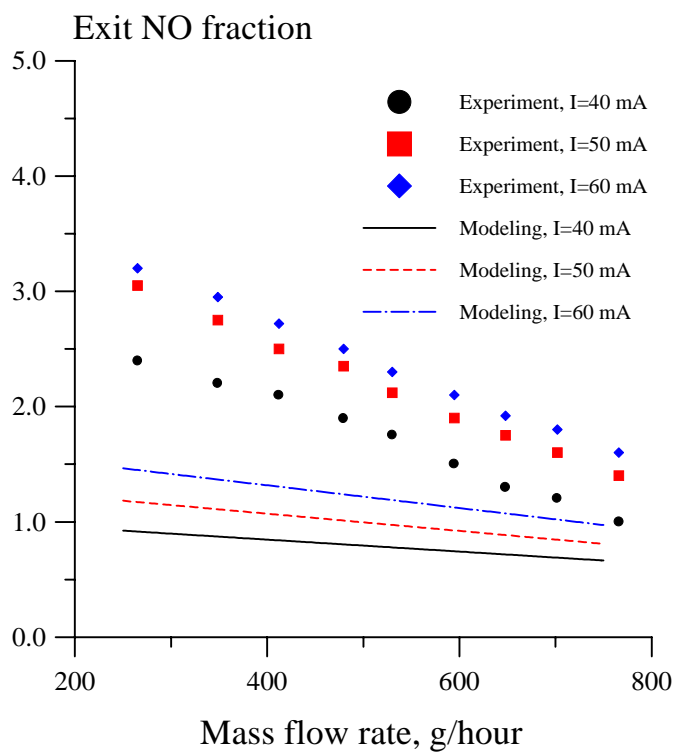 Exit NO fraction
5.0
4.0
3.0
2.0
1.0
0.0
200
400
600
800
Mass flow rate, g/hour
Experiment, I=40 mA
Experiment, I=50 mA
Experiment, I=60 mA
Modeling, I=40 mA
Modeling, I=50 mA
Modeling, I=60 mA